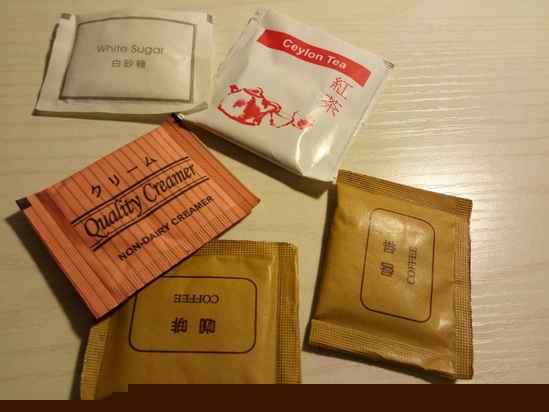 White Sugar
白砂糖
Ceylon Tea
紅茶
クリーム
Quality Creamer
NON-DAIRY CREAMER
咖啡
COFFEE
COFFEE
咖啡